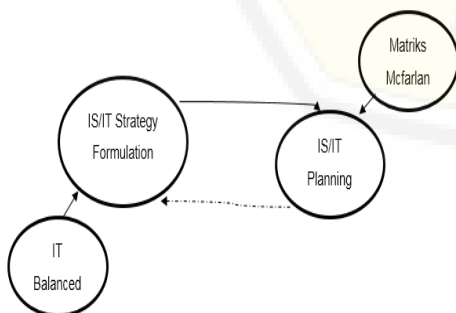 Matriks
Mcfarlan
IS/IT Strategy
Formulation
IS/IT
Planning
IT
Balanced